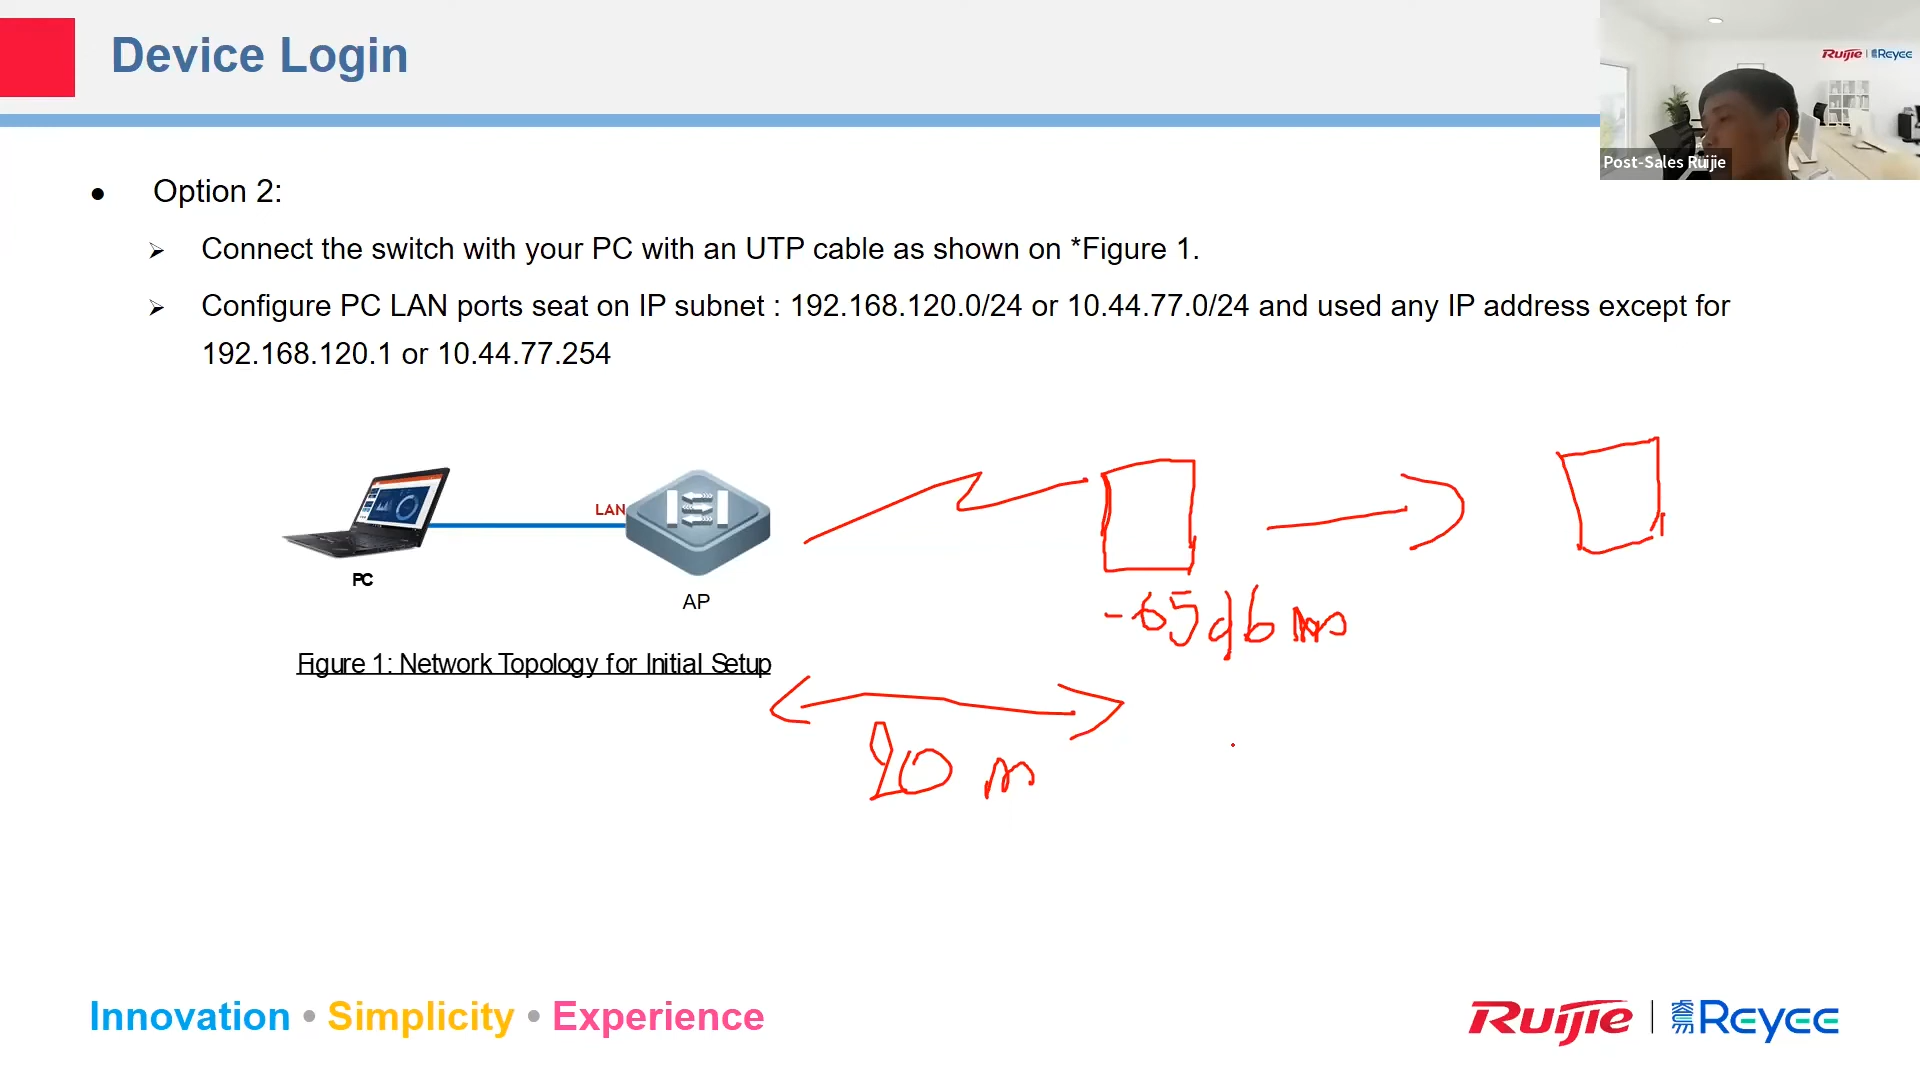 Device Login
Ruijie | Reyee
Post-Sales Ruijie
● Option 2:
➢ Connect the switch with your PC with an UTP cable as shown on *Figure 1.
➢ Configure PC LAN ports seat on IP subnet : 192.168.120.0/24 or 10.44.77.0/24 and used any IP address except for
192.168.120.1 or 10.44.77.254
LAN
PC
AP
-65db
Figure 1: Network Topology for Initial Setup
m
Innovation • Simplicity • Experience
Ruijie | Reyee